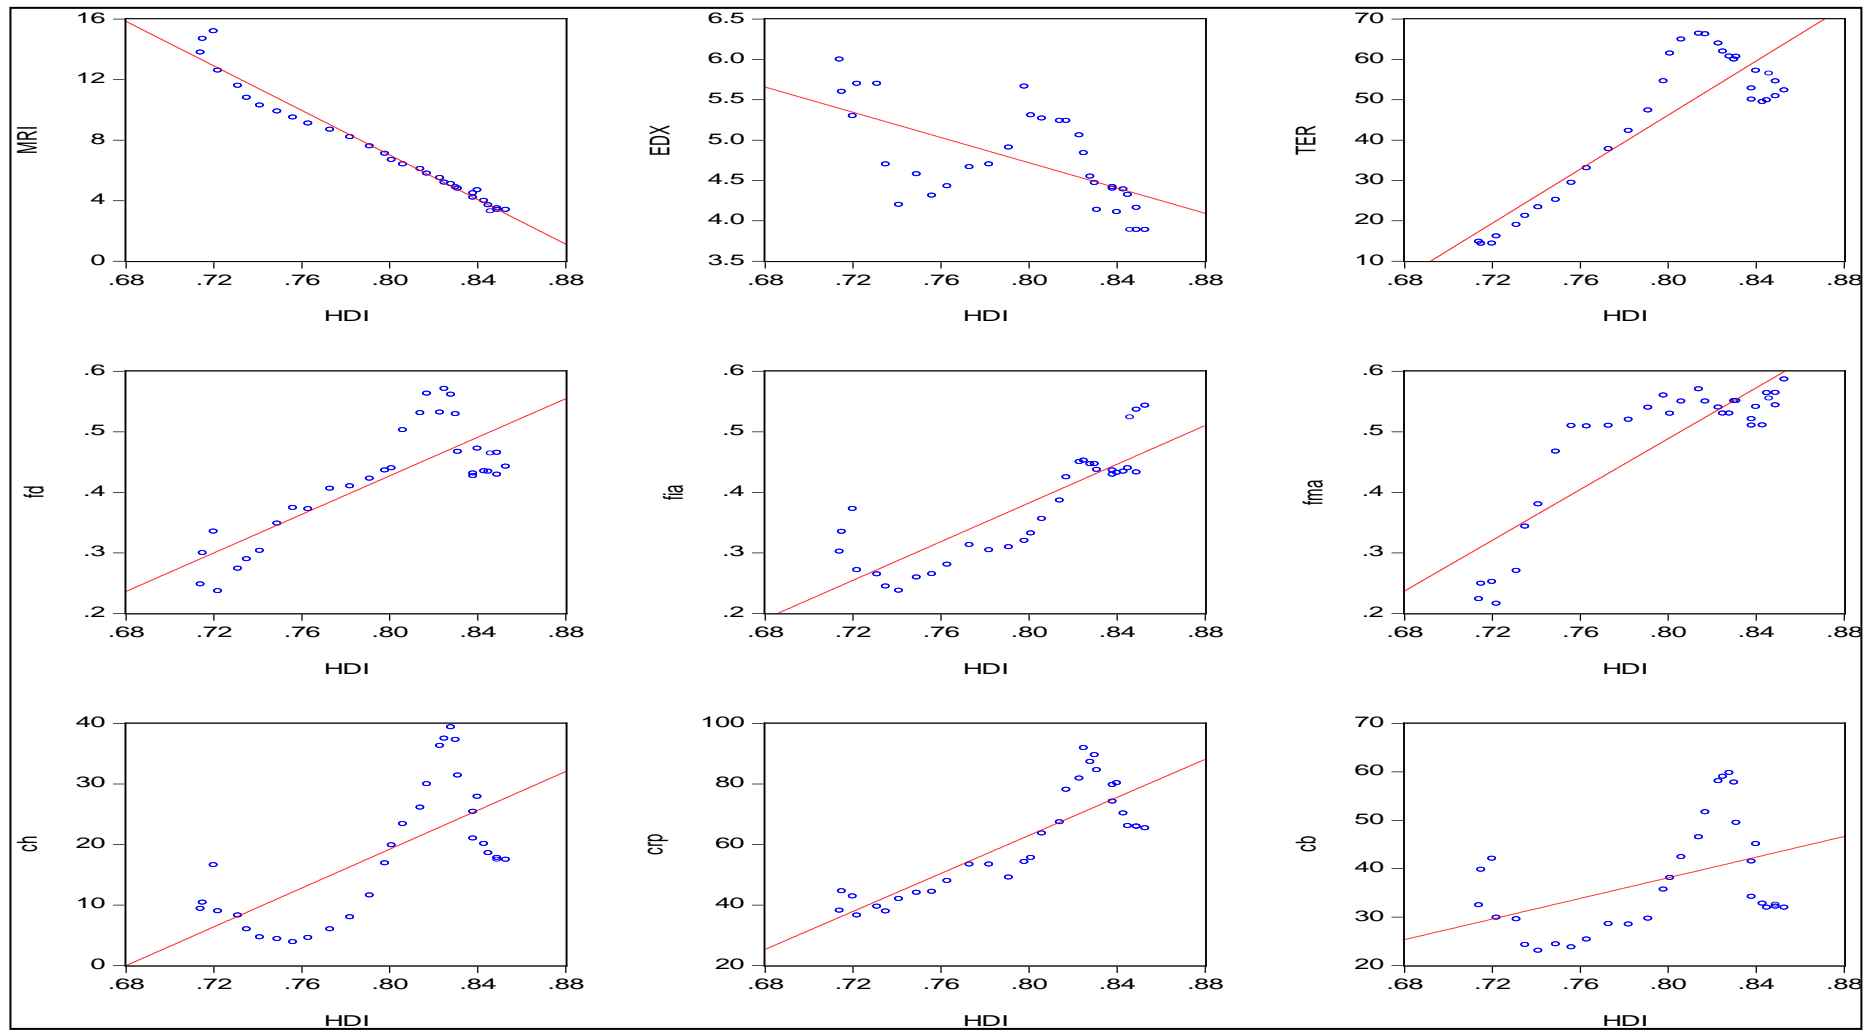 16
12
8
4
0
MRI
.68 .72 .76 .80 .84 .88
HDI
6.5
6.0
5.5
5.0
4.5
4.0
3.5
EDX
.68 .72 .76 .80 .84 .88
HDI
70
60
50
40
30
20
10
TER
.68 .72 .76 .80 .84 .88
HDI
.6
.5
.4
.3
.2
fd
.68 .72 .76 .80 .84 .88
HDI
.6
.5
.4
.3
.2
fia
.68 .72 .76 .80 .84 .88
HDI
.6
.5
.4
.3
.2
fma
.68 .72 .76 .80 .84 .88
HDI
40
30
20
10
0
ch
.68 .72 .76 .80 .84 .88
HDI
100
80
60
40
20
crp
.68 .72 .76 .80 .84 .88
HDI
70
60
50
40
30
20
cb
.68 .72 .76 .80 .84 .88
HDI